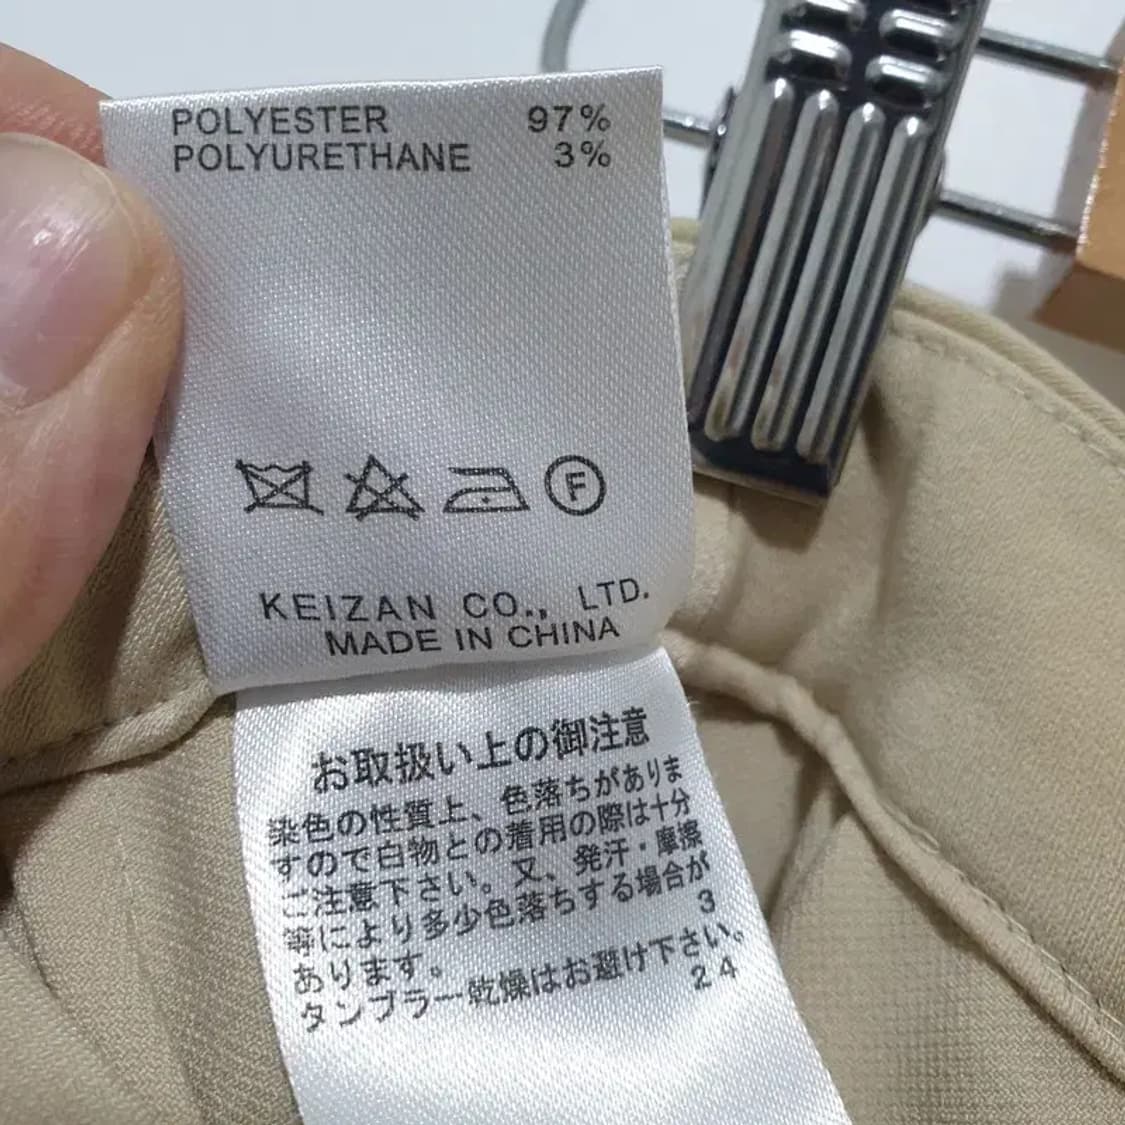 POLYESTER 97%
POLYURETHANE 3%
F
KEIZAN CO., LTD.
MADE IN CHINA
お取扱い上の御注意
染色の性質上、色落ちがありま
すので白物との着用の際は十分
ご注意下さい。又、発汗・摩擦
等により多少色落ちする場合が
あります。 3
タンブラー乾燥はお避け下さい。
24